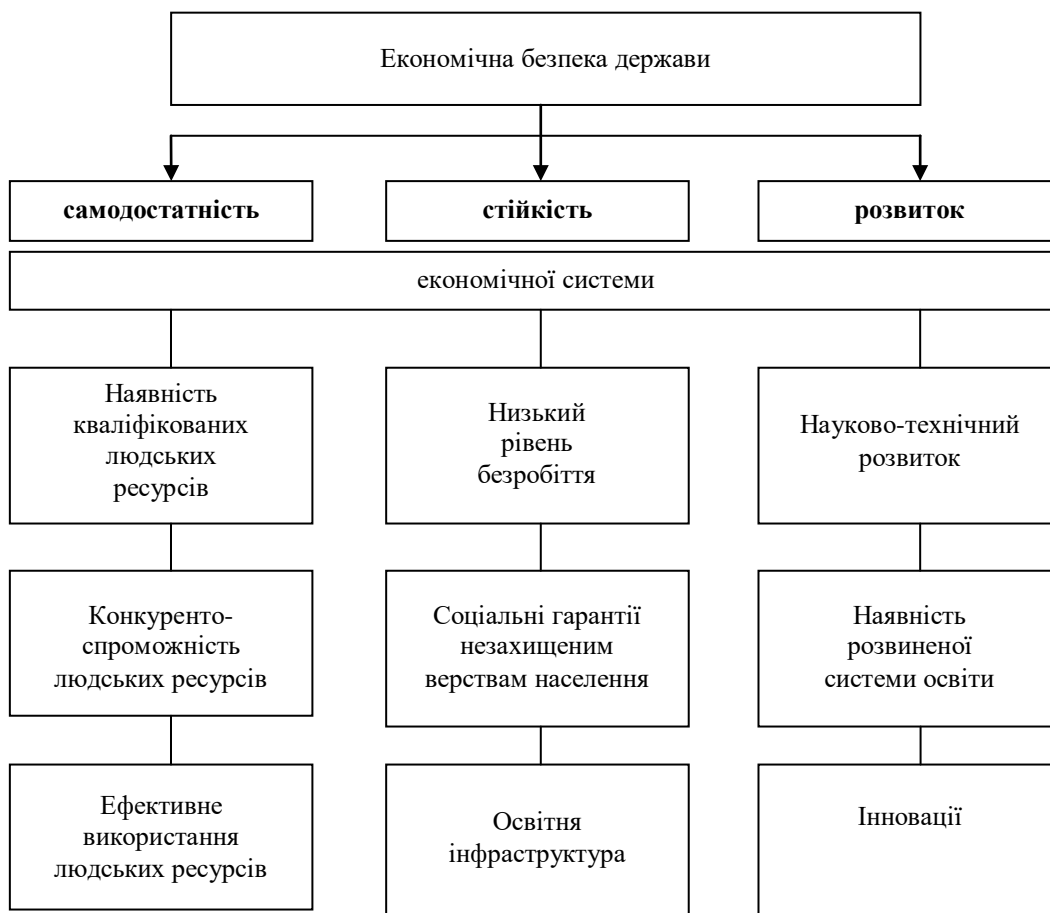 Економічна безпека держави
самодостатність
стійкість
розвиток
економічної системи
Наявність
кваліфікованих
людських
ресурсів
Низький
рівень
безробіття
Науково-технічний
розвиток
Конкуренто-
спроможність
людських ресурсів
Соціальні гарантії
незахищеним
верствам населення
Наявність
розвиненої
системи освіти
Ефективне
використання
людських ресурсів
Освітня
інфраструктура
Інновації